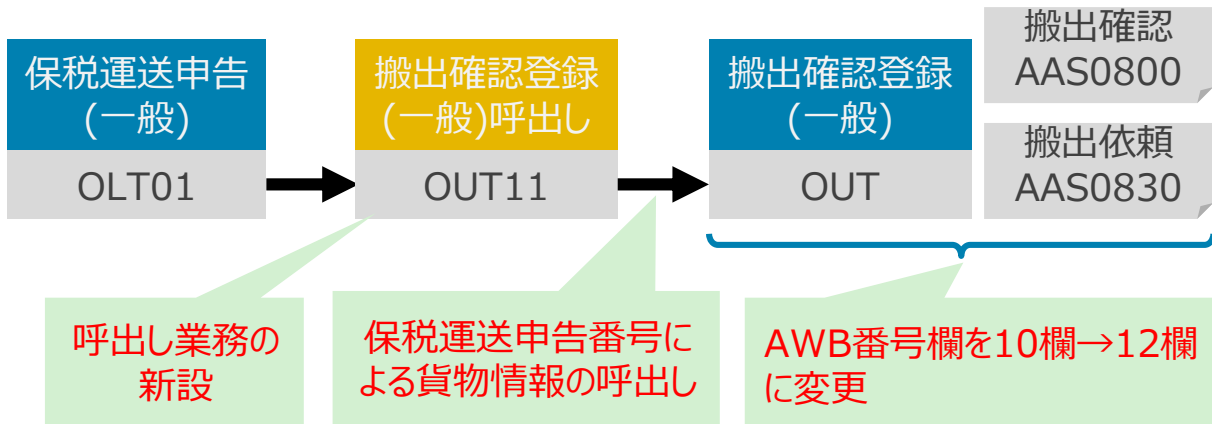 保税運送申告
(一般)
OLT01
搬出確認登録
(一般)呼出し
OUT11
搬出確認登録
(一般)
OUT
搬出確認
AAS0800
搬出依頼
AAS0830
呼出し業務の
新設
保税運送申告番号に
よる貨物情報の呼出し
AWB番号欄を10欄→12欄
に変更